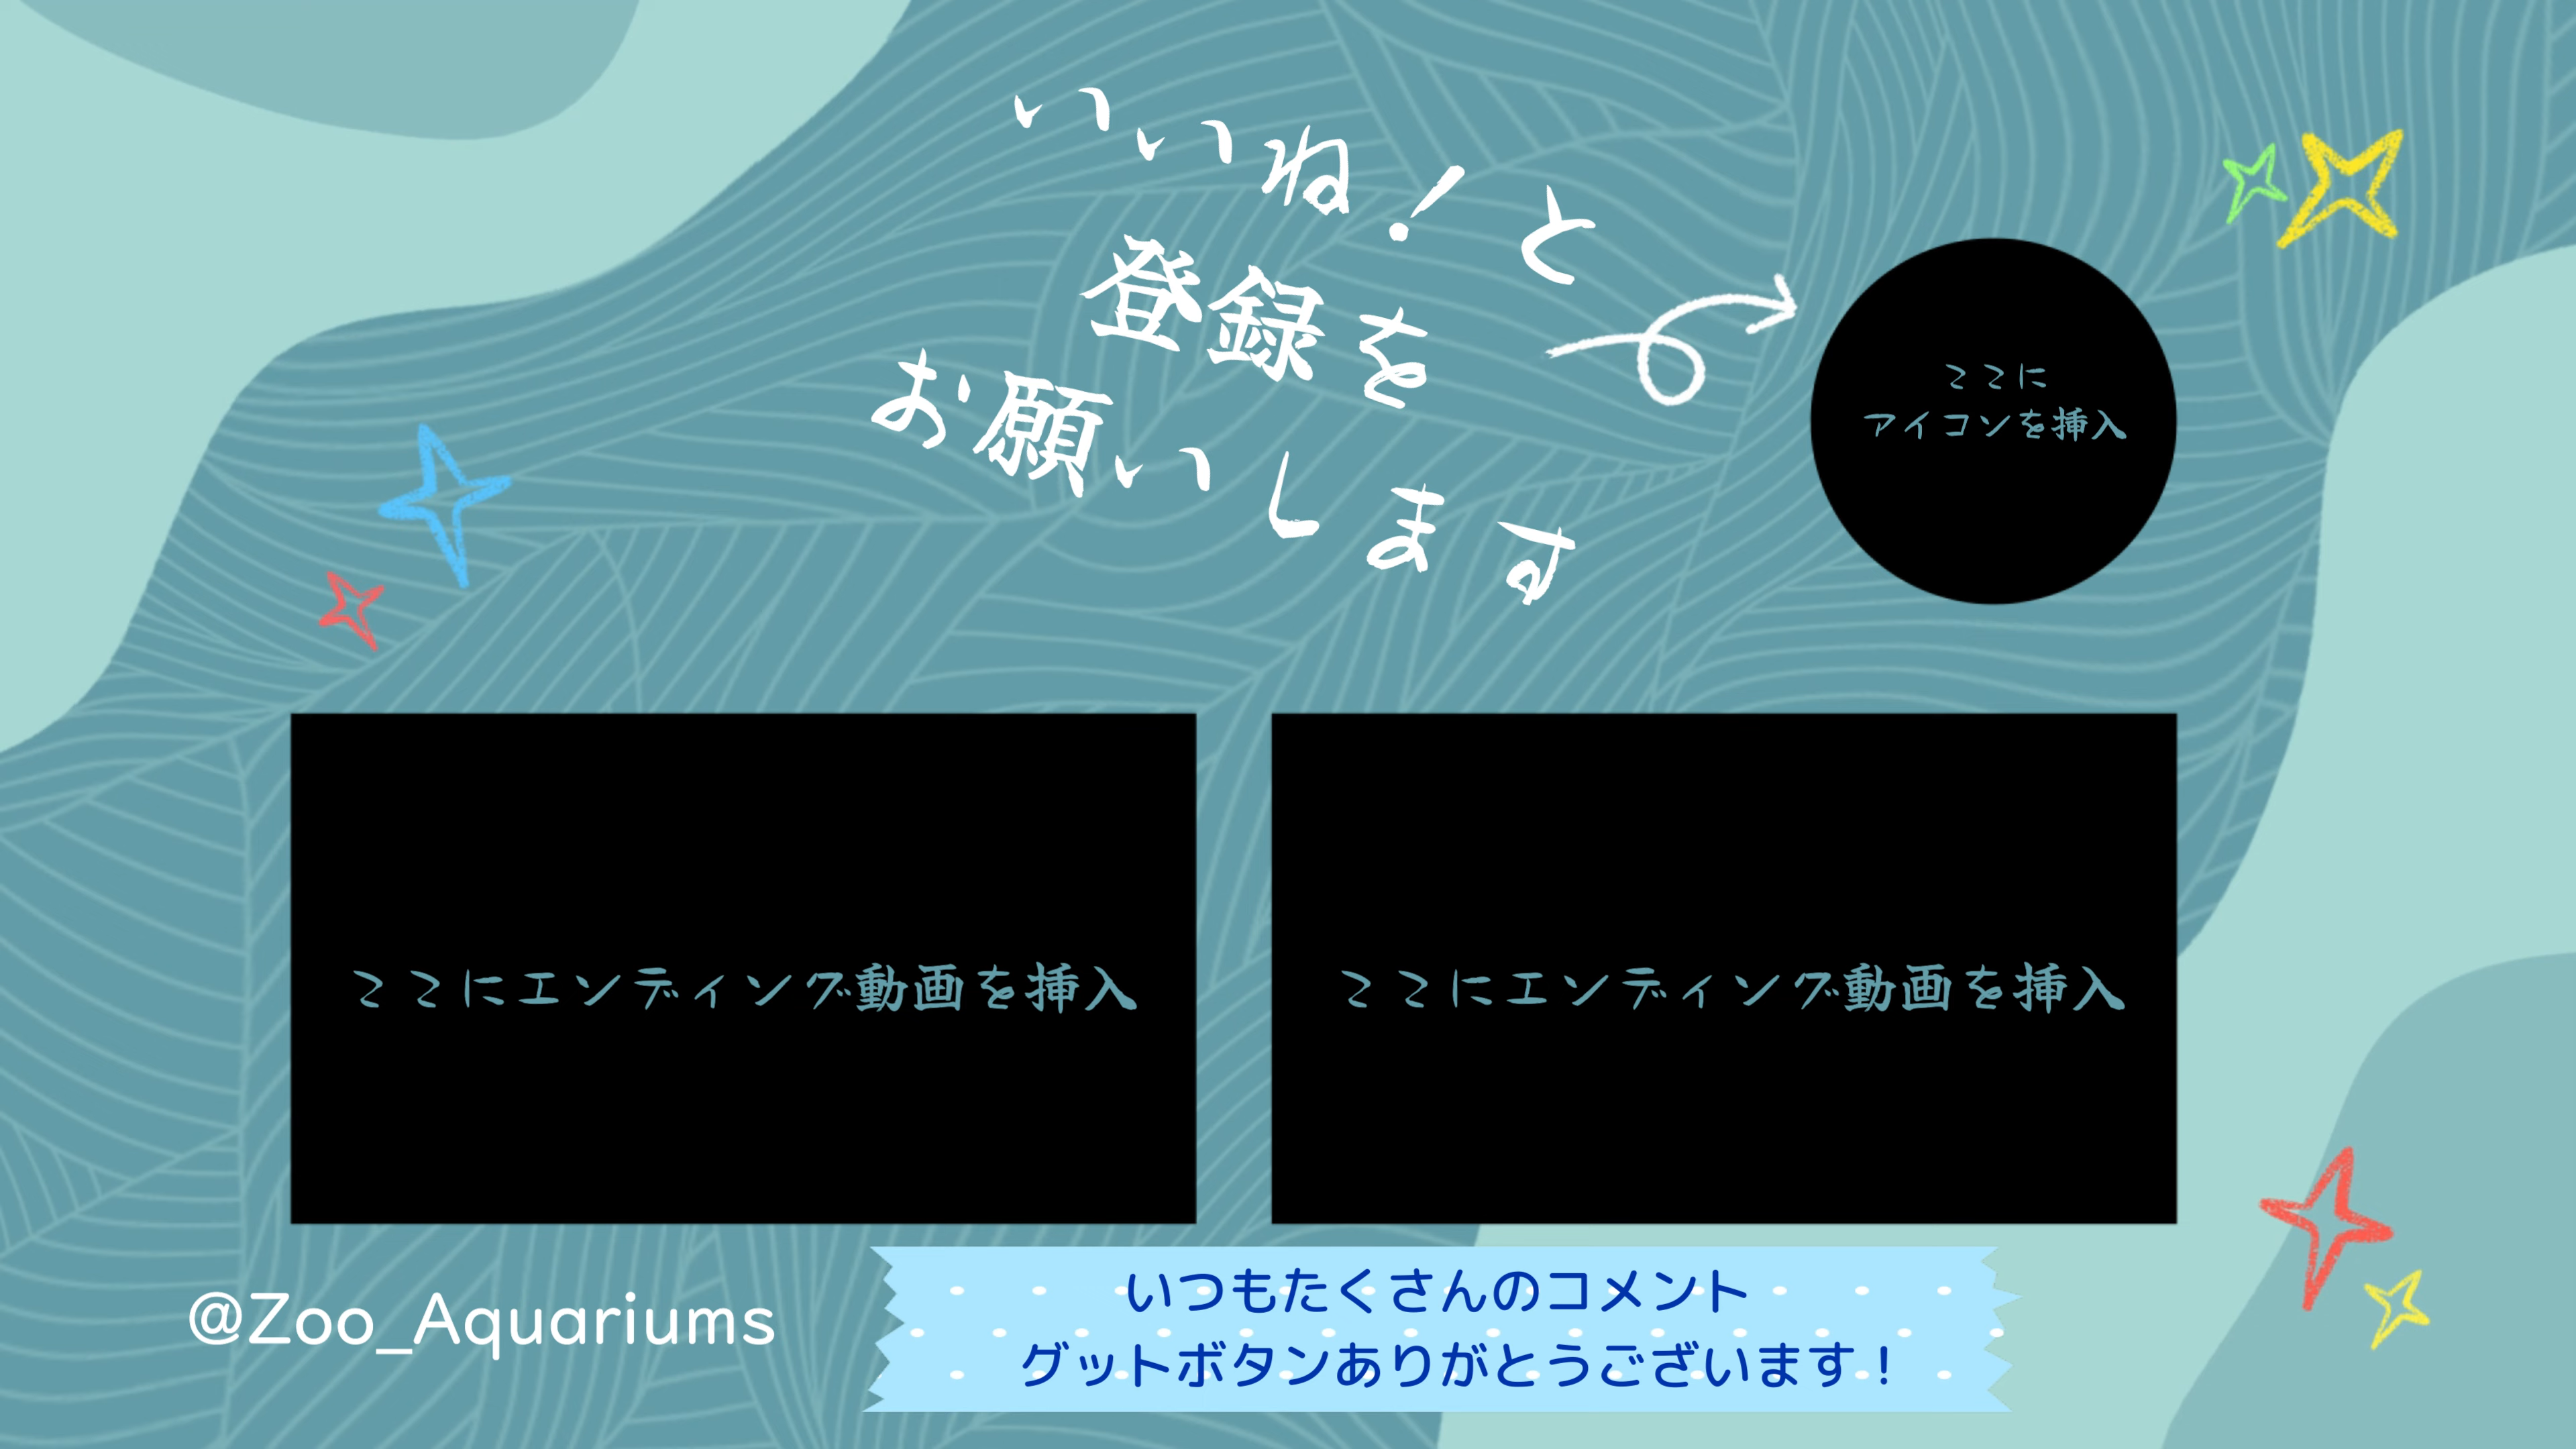 いいね！と
登録を
お願いします
ここに
アイコンを挿入
ここにエンディング動画を挿入
ここにエンディング動画を挿入
@Zoo_Aquariums
いつもたくさんのコメント
グットボタンありがとうございます！